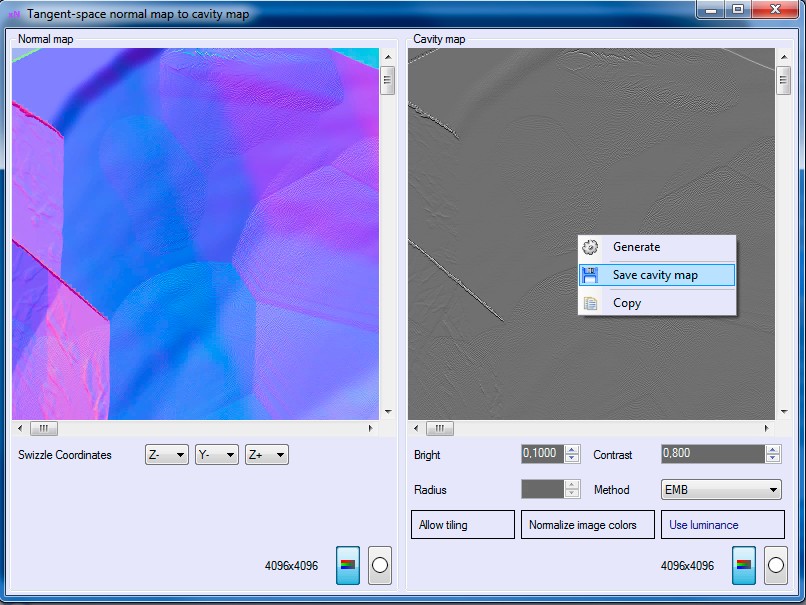 xN Tangent-space normal map to cavity map
Normal map
Cavity map
Generate
Save cavity map
Copy
Swizzle Coordinates Z- Y- Z+
Bright 0,1000 Contrast 0,800
Radius Method EMB
Allow tiling Normalize image colors Use luminance
4096x4096
4096x4096